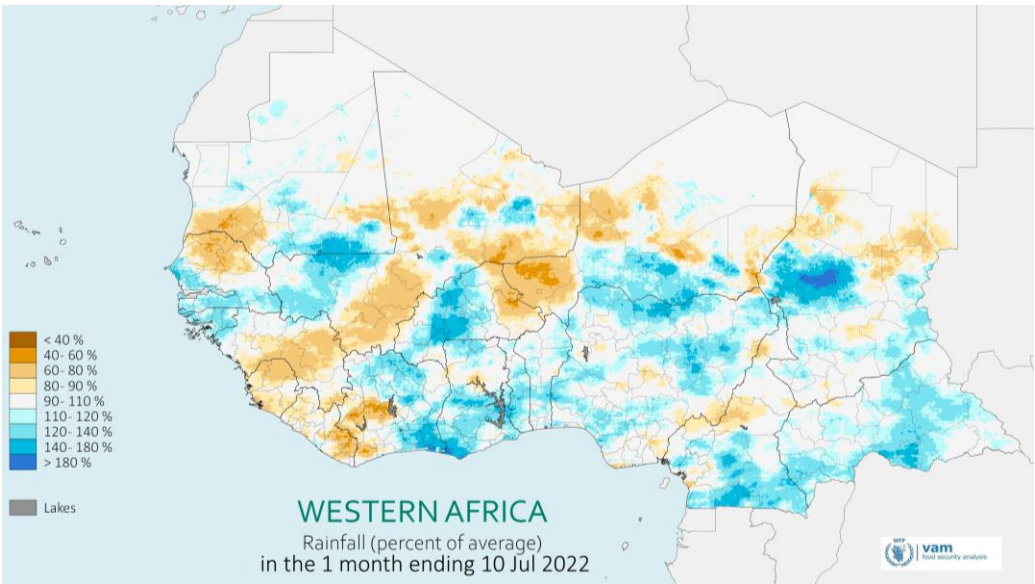 < 40 %
40- 60 %
60- 80 %
80- 90 %
90- 110 %
110- 120 %
120- 140 %
140- 180 %
> 180 %
Lakes
WESTERN AFRICA
Rainfall (percent of average)
in the 1 month ending 10 Jul 2022
WFP
vam
food security analysis